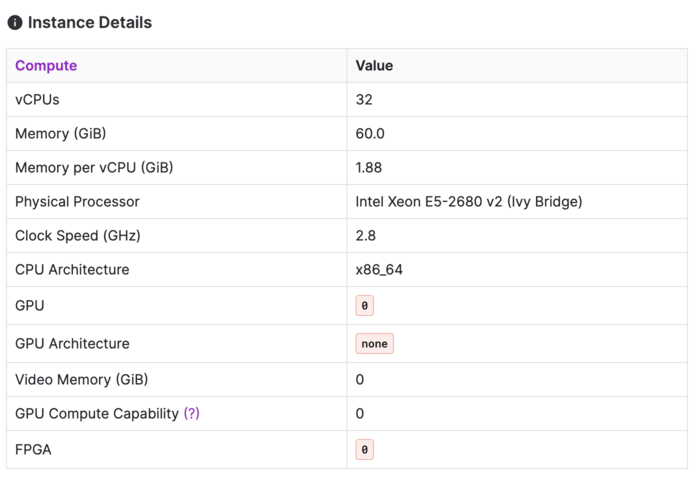 Instance Details
Compute Value
vCPUs 32
Memory (GiB) 60.0
Memory per vCPU (GiB) 1.88
Physical Processor Intel Xeon E5-2680 v2 (Ivy Bridge)
Clock Speed (GHz) 2.8
CPU Architecture x86_64
GPU 0
GPU Architecture none
Video Memory (GiB) 0
GPU Compute Capability (?) 0
FPGA 0